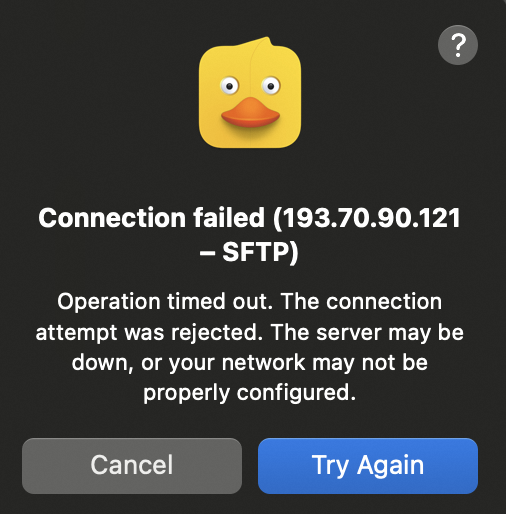 ?
Connection failed (193.70.90.121
– SFTP)
Operation timed out. The connection
attempt was rejected. The server may be
down, or your network may not be
properly configured.
Cancel
Try Again